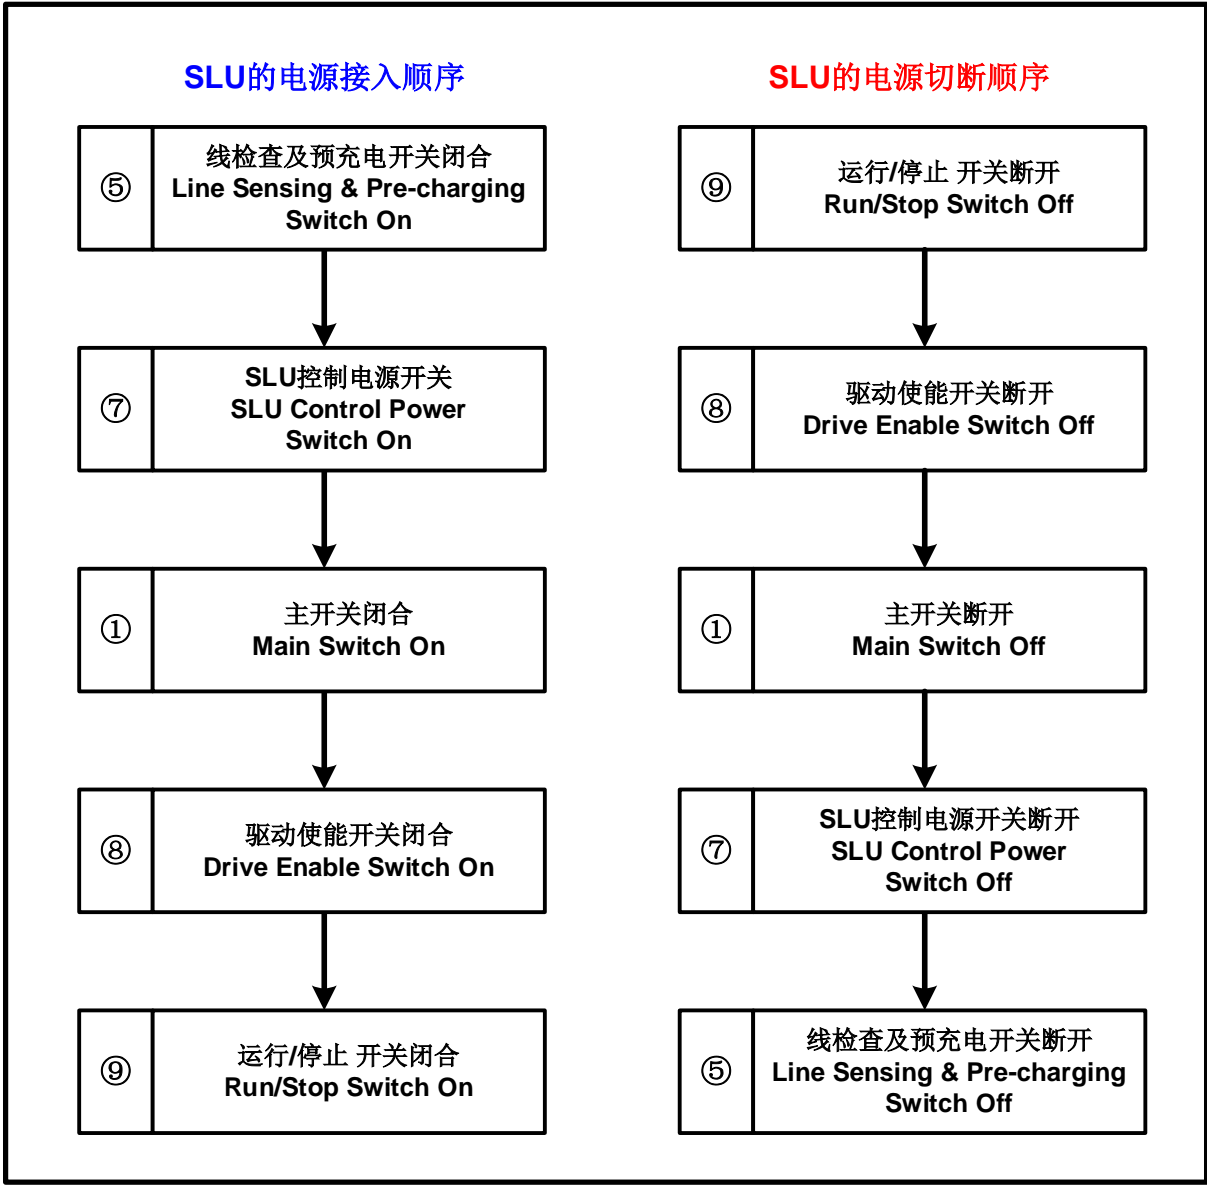 SLU的电源接入顺序
⑤
线检查及预充电开关闭合
Line Sensing & Pre-charging
Switch On
⑦
SLU控制电源开关
SLU Control Power
Switch On
①
主开关闭合
Main Switch On
⑧
驱动使能开关闭合
Drive Enable Switch On
⑨
运行/停止 开关闭合
Run/Stop Switch On
SLU的电源切断顺序
⑨
运行/停止 开关断开
Run/Stop Switch Off
⑧
驱动使能开关断开
Drive Enable Switch Off
①
主开关断开
Main Switch Off
⑦
SLU控制电源开关断开
SLU Control Power
Switch Off
⑤
线检查及预充电开关断开
Line Sensing & Pre-charging
Switch Off